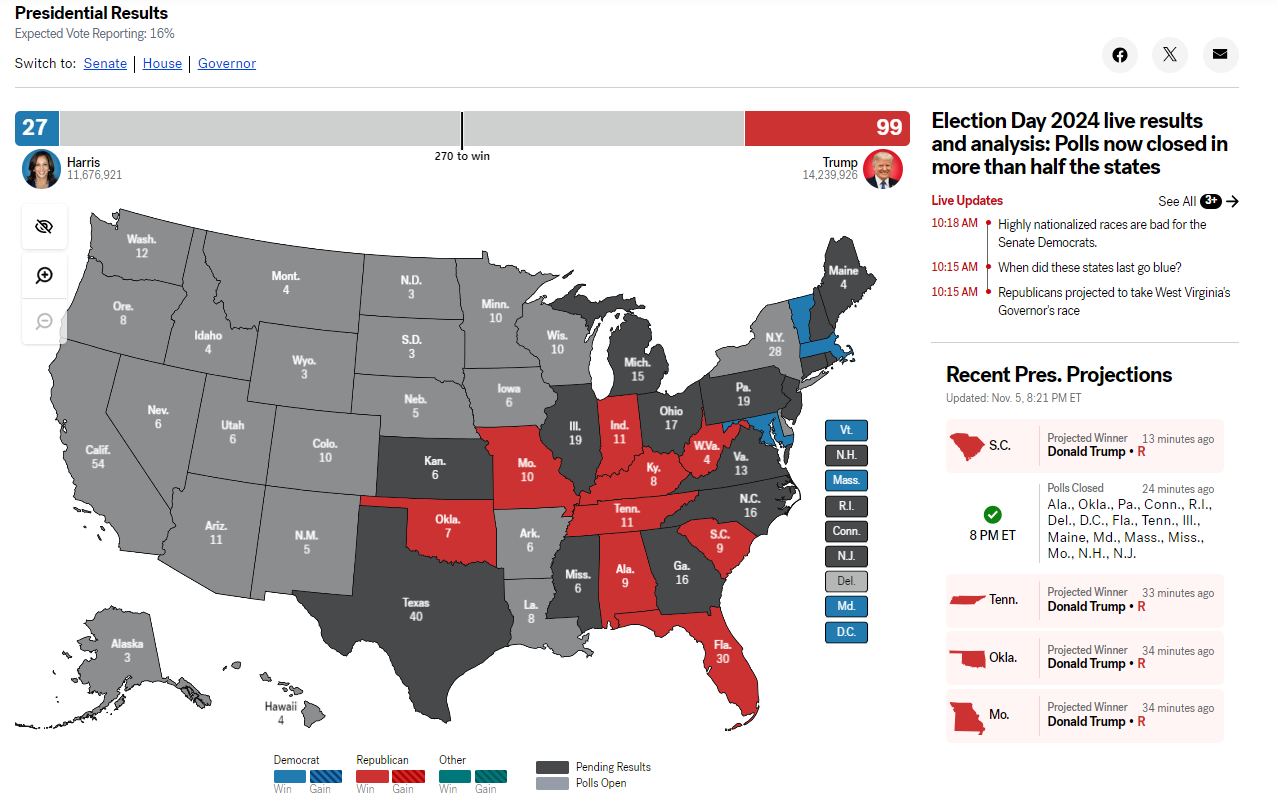 Presidential Results
Expected Vote Reporting: 16%
Switch to: Senate | House | Governor
27
99
270 to win
Harris
11,676,921
Trump
14,239,926
Wash.
12
Ore.
8
Calif.
54
Nev.
6
Idaho
4
Mont.
4
Wyo.
3
Utah
6
Ariz.
11
Colo.
10
N.M.
5
N.D.
3
S.D.
3
Neb.
5
Kan.
6
Okla.
7
Texas
40
Minn.
10
Iowa
6
Mo.
10
Ark.
6
La.
8
Wis.
10
Ill.
19
Mich.
15
Ind.
11
Ohio
17
Ky.
8
Tenn.
11
Miss.
6
Ala.
9
Ga.
16
Fla.
30
S.C.
9
N.C.
16
Va.
13
W.Va.
4
Pa.
19
N.Y.
28
Maine
4
Alaska
3
Hawaii
4
Vt.
N.H.
Mass.
R.I.
Conn.
N.J.
Del.
Md.
D.C.
Democrat
Win
Gain
Republican
Win
Gain
Other
Win
Gain
Pending Results
Polls Open
Election Day 2024 live results
and analysis: Polls now closed in
more than half the states
Live Updates
See All 3+
10:18 AM Highly nationalized races are bad for the
Senate Democrats.
10:15 AM When did these states last go blue?
10:15 AM Republicans projected to take West Virginia's
Governor's race
Recent Pres. Projections
Updated: Nov. 5, 8:21 PM ET
S.C.
Projected Winner 13 minutes ago
Donald Trump • R
8 PM ET
Polls Closed 24 minutes ago
Ala., Okla., Pa., Conn., R.I.,
Del., D.C., Fla., Tenn., Ill.,
Maine, Md., Mass., Miss.,
Mo., N.H., N.J.
Tenn.
Projected Winner 33 minutes ago
Donald Trump • R
Okla.
Projected Winner 34 minutes ago
Donald Trump • R
Mo.
Projected Winner 34 minutes ago
Donald Trump • R